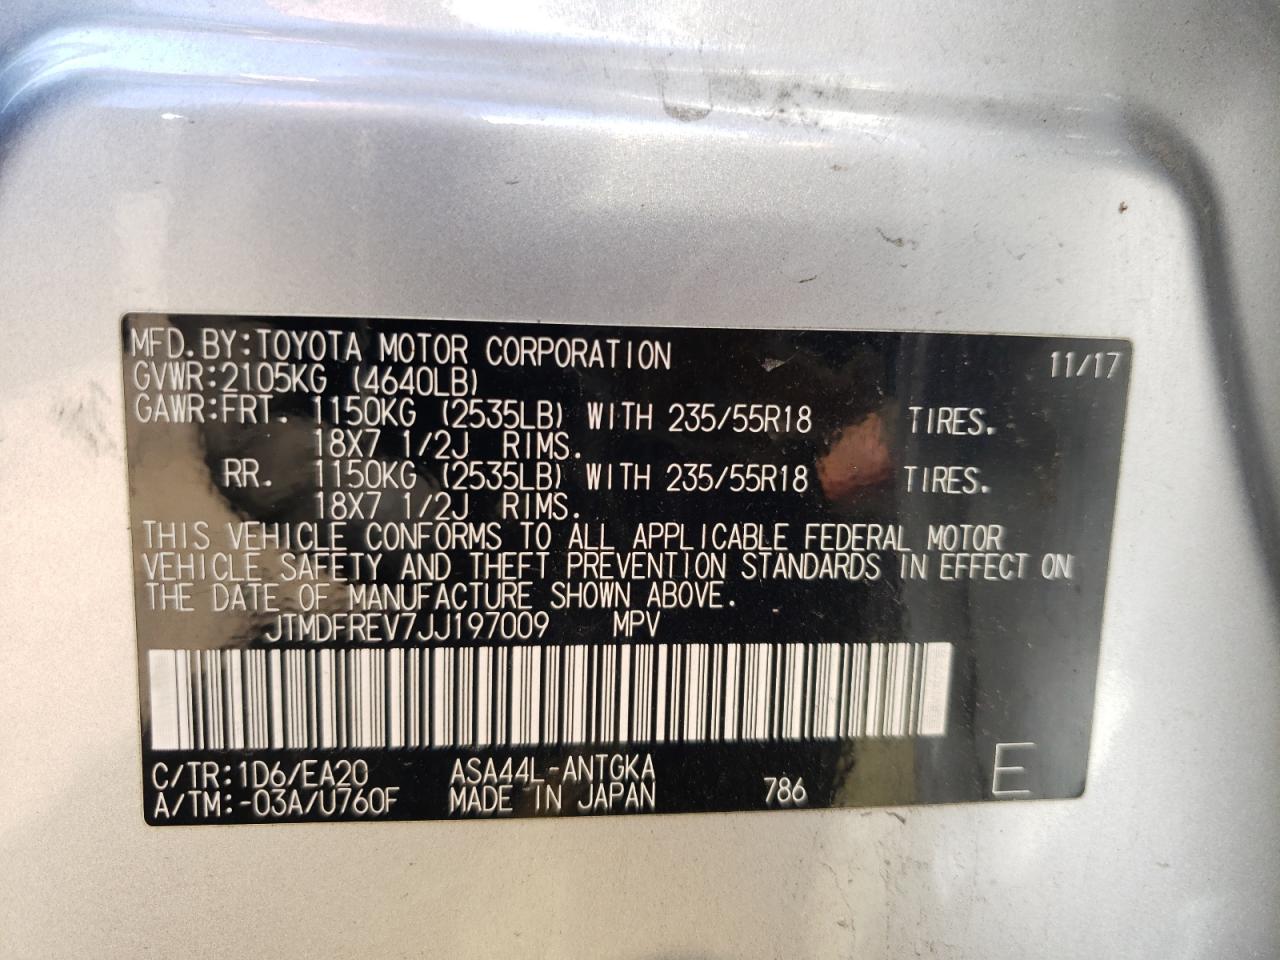 MFD.BY:TOYOTA MOTOR CORPORATION 11/17
GVWR:2105KG (4640LB)
GAWR:FRT. 1150KG (2535LB) WITH 235/55R18 TIRES.
18X7 1/2J RIMS.
RR. 1150KG (2535LB) WITH 235/55R18 TIRES.
18X7 1/2J RIMS.
THIS VEHICLE CONFORMS TO ALL APPLICABLE FEDERAL MOTOR
VEHICLE SAFETY AND THEFT PREVENTION STANDARDS IN EFFECT ON
THE DATE OF MANUFACTURE SHOWN ABOVE.
JTMDFREV7JJ197009 MPV
C/TR:1D6/EA20 ASA44L-ANTGKA
A/TM:-03A/U760F MADE IN JAPAN 786 E